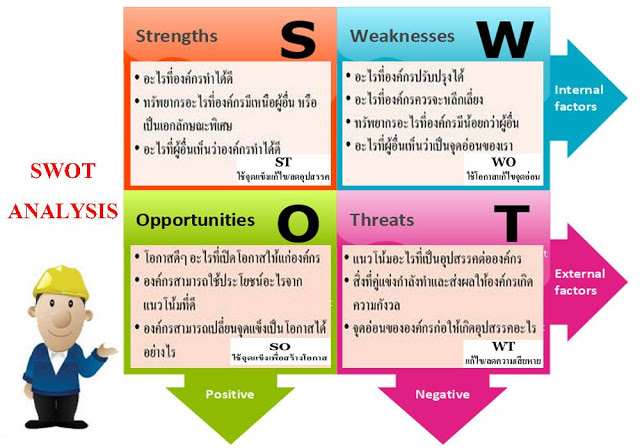 SWOT
ANALYSIS
Strengths
S
• อะไรที่องค์กรทำได้ดี
• ทรัพยากรอะไรที่องค์กรมีเหนือผู้อื่น หรือ
เป็นเอกลักษณะพิเศษ
• อะไรที่ผู้อื่นเห็นว่าองค์กรทำได้ดี
ST
ใช้จุดแข็งแก้ไข/ลดอุปสรรค
Weaknesses
W
• อะไรที่องค์กรปรับปรุงได้
• อะไรที่องค์กรควรจะหลีกเลี่ยง
• ทรัพยากรอะไรที่องค์กรมีน้อยกว่าผู้อื่น
• อะไรที่ผู้อื่นเห็นว่าเป็นจุดอ่อนของเรา
WO
ใช้โอกาสแก้ไขจุดอ่อน
Internal
factors
Opportunities
O
• โอกาสดีๆ อะไรที่เปิดโอกาสให้แก่องค์กร
• องค์กรสามารถใช้ประโยชน์อะไรจาก
แนวโน้มที่ดี
• องค์กรสามารถเปลี่ยนจุดแข็งเป็นโอกาสได้
อย่างไร
SO
ใช้จุดแข็งเพื่อสร้างโอกาส
Threats
T
• แนวโน้มอะไรที่เป็นอุปสรรคต่อองค์กร
• สิ่งที่คู่แข่งกำลังทำและส่งผลให้องค์กรเกิด
ความกังวล
• จุดอ่อนขององค์กรก่อให้เกิดอุปสรรคอะไร
WT
แก้ไข/ลดความเสียหาย
External
factors
Positive
Negative